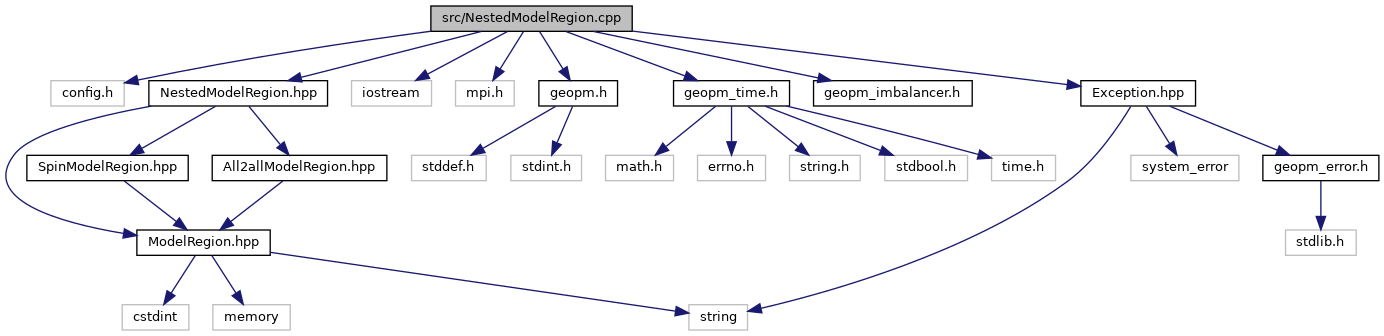 src/NestedModelRegion.cpp
config.h
NestedModelRegion.hpp
iostream
mpi.h
geopm.h
geopm_time.h
geopm_imbalancer.h
Exception.hpp
SpinModelRegion.hpp
All2allModelRegion.hpp
stddef.h
stdint.h
math.h
errno.h
string.h
stdbool.h
time.h
system_error
geopm_error.h
ModelRegion.hpp
stdlib.h
cstdint
memory
string